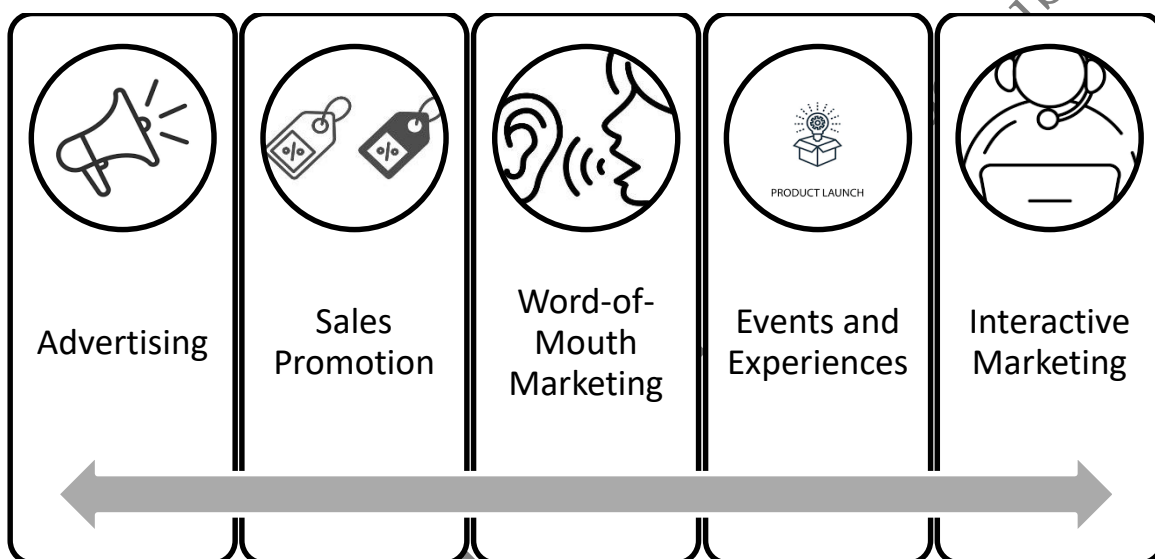 %
%
PRODUCT LAUNCH
Advertising
Sales
Promotion
Word-of-
Mouth
Marketing
Events and
Experiences
Interactive
Marketing